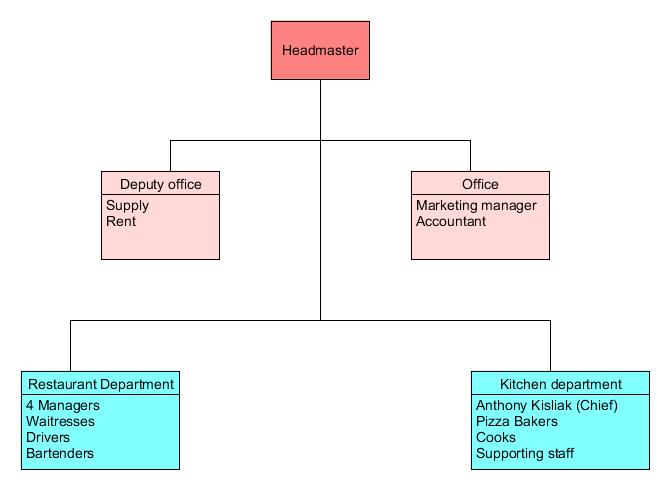 Headmaster
Deputy office
Supply
Rent
Office
Marketing manager
Accountant
Restaurant Department
4 Managers
Waitresses
Drivers
Bartenders
Kitchen department
Anthony Kisliak (Chief)
Pizza Bakers
Cooks
Supporting staff